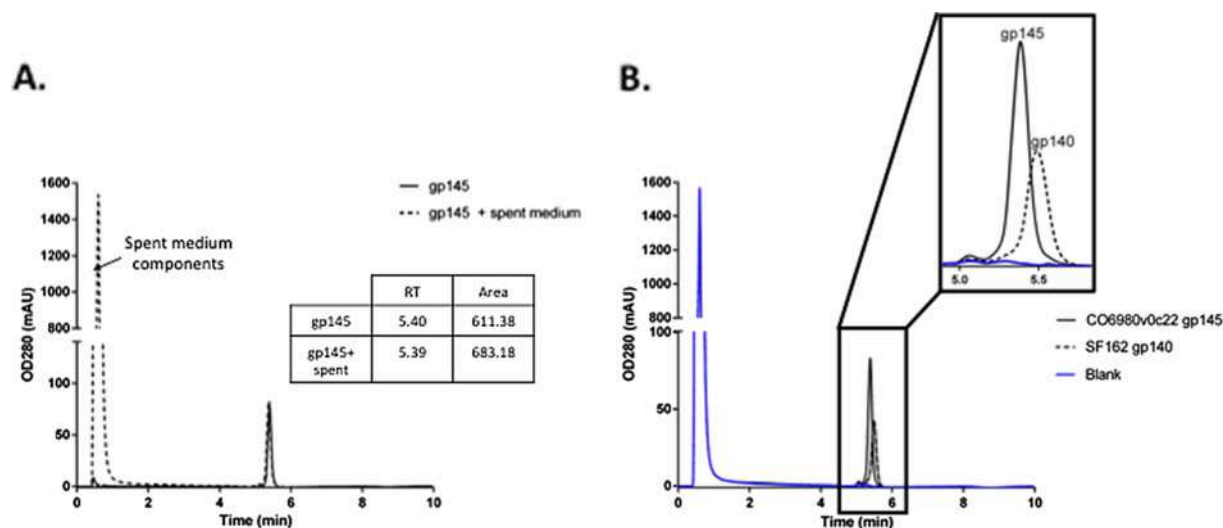 A.
1600
1400
1200
1000
800
600
100
50
0
OD280 (mAU)
0 2 4 6 8 10
Time (min)
gp145
gp145 + spent medium
Spent medium
components
RT Area
gp145 5.40 611.38
gp145+
spent 5.39 683.18
B.
1600
1400
1200
1000
800
600
100
50
0
OD280 (mAU)
0 2 4 6 8 10
Time (min)
gp145
gp140
5.0 5.5
CO6980v0c22 gp145
SF162 gp140
Blank